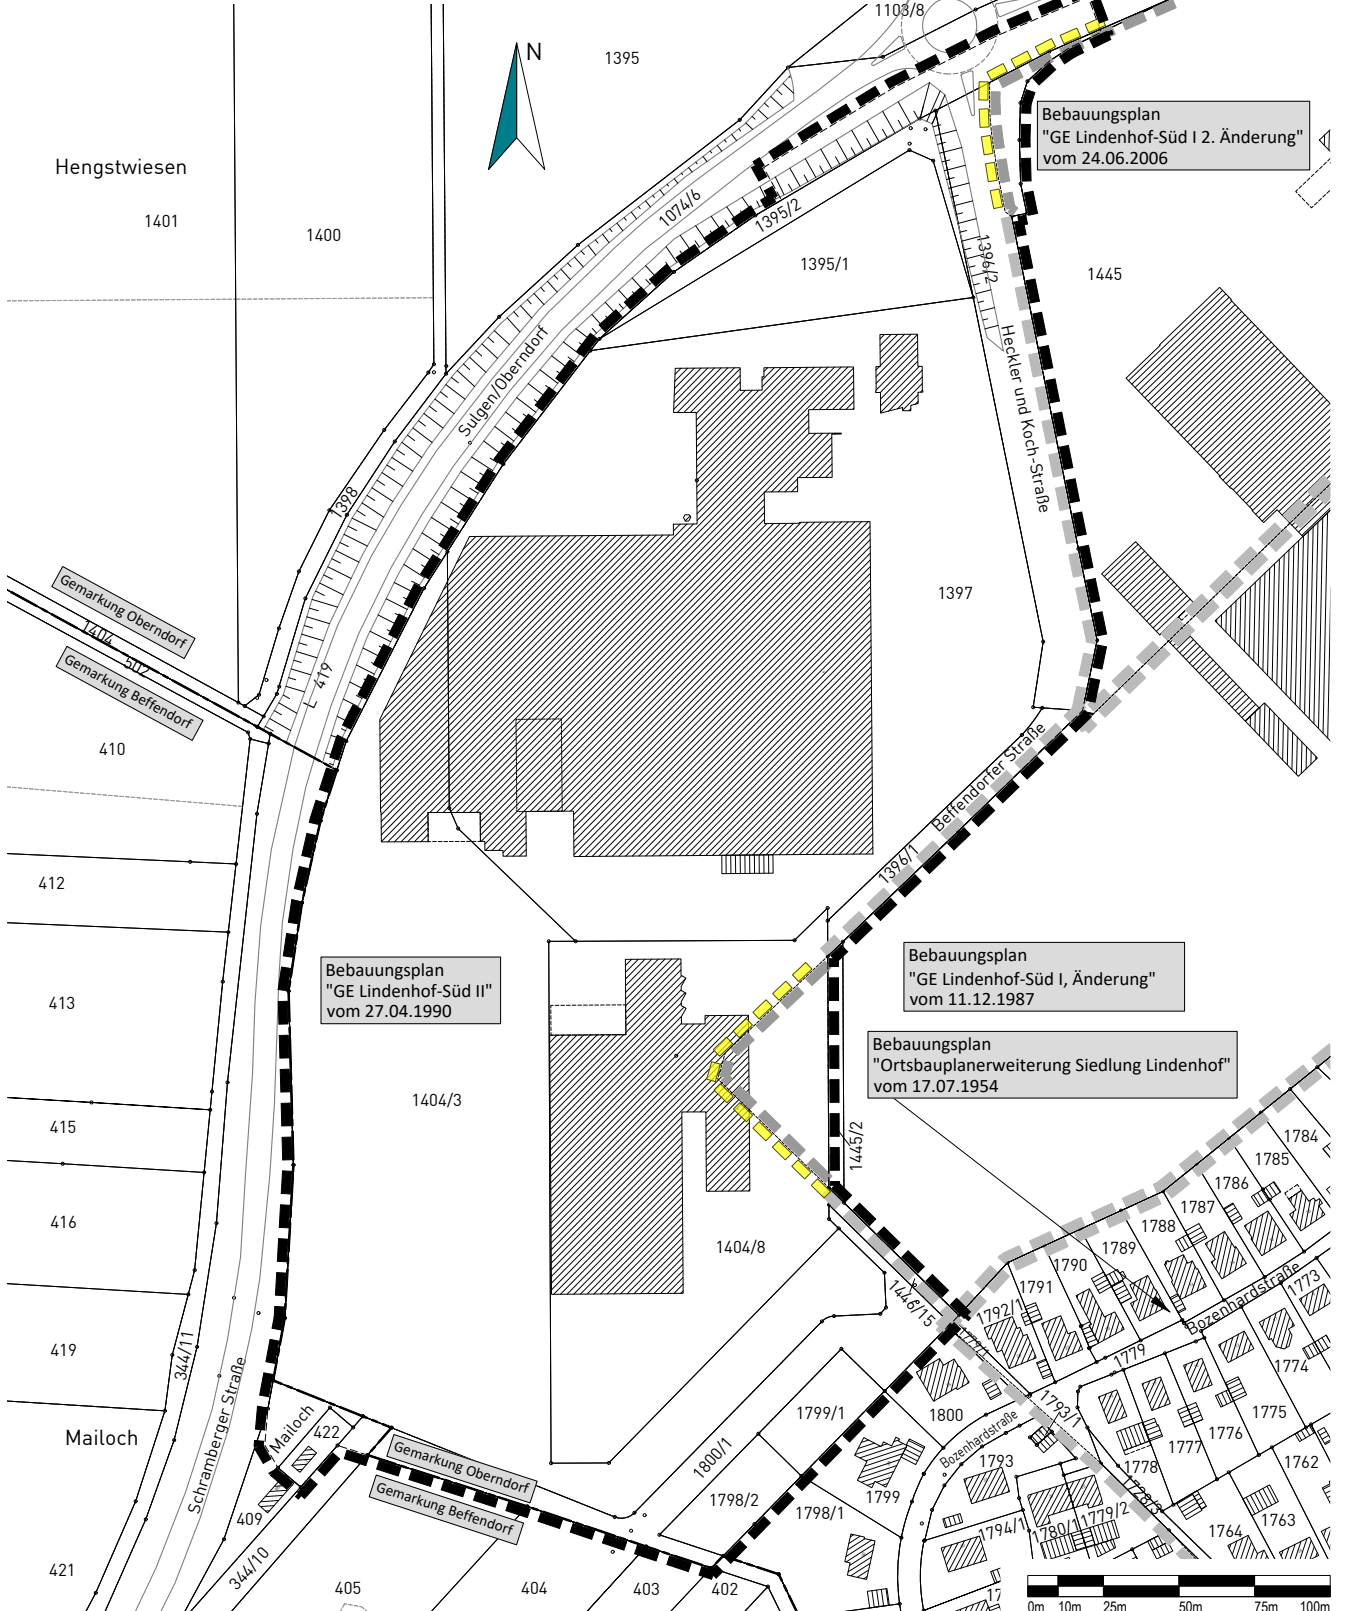 1103/8
1395
N
Bebauungsplan
"GE Lindenhof-Süd I 2. Änderung"
vom 24.06.2006
Hengstwiesen
1401
1400
1074/6
1395/2
1395/1
1396/2
1445
Sulgen/Oberndorf
Heckler und Koch-Straße
1398
Gemarkung Oberndorf
1404
502
Gemarkung Beffendorf
1397
L 419
410
Beffendorfer Straße
1396/1
412
Bebauungsplan
"GE Lindenhof-Süd II"
vom 27.04.1990
Bebauungsplan
"GE Lindenhof-Süd I, Änderung"
vom 11.12.1987
413
Bebauungsplan
"Ortsbauplanerweiterung Siedlung Lindenhof"
vom 17.07.1954
1404/3
415
1445/2
1784
1785
1786
1787
1788
1789
1790
1791
1792/1
416
1404/8
1446/15
Bozenhardstraße
1773
1779
1774
419
344/11
Schramberger Straße
1793/1
1775
1776
1777
1778
1762
Mailoch
Mailoch
422
1799/1
1800
Bozenhardstraße
1800/1
Gemarkung Oberndorf
Gemarkung Beffendorf
1793
1799
1798/2
1798/1
409
1794/1
1780/1
1779/2
1764
1763
421
344/10
405
404
403
402
0m 10m 25m 50m 75m 100m